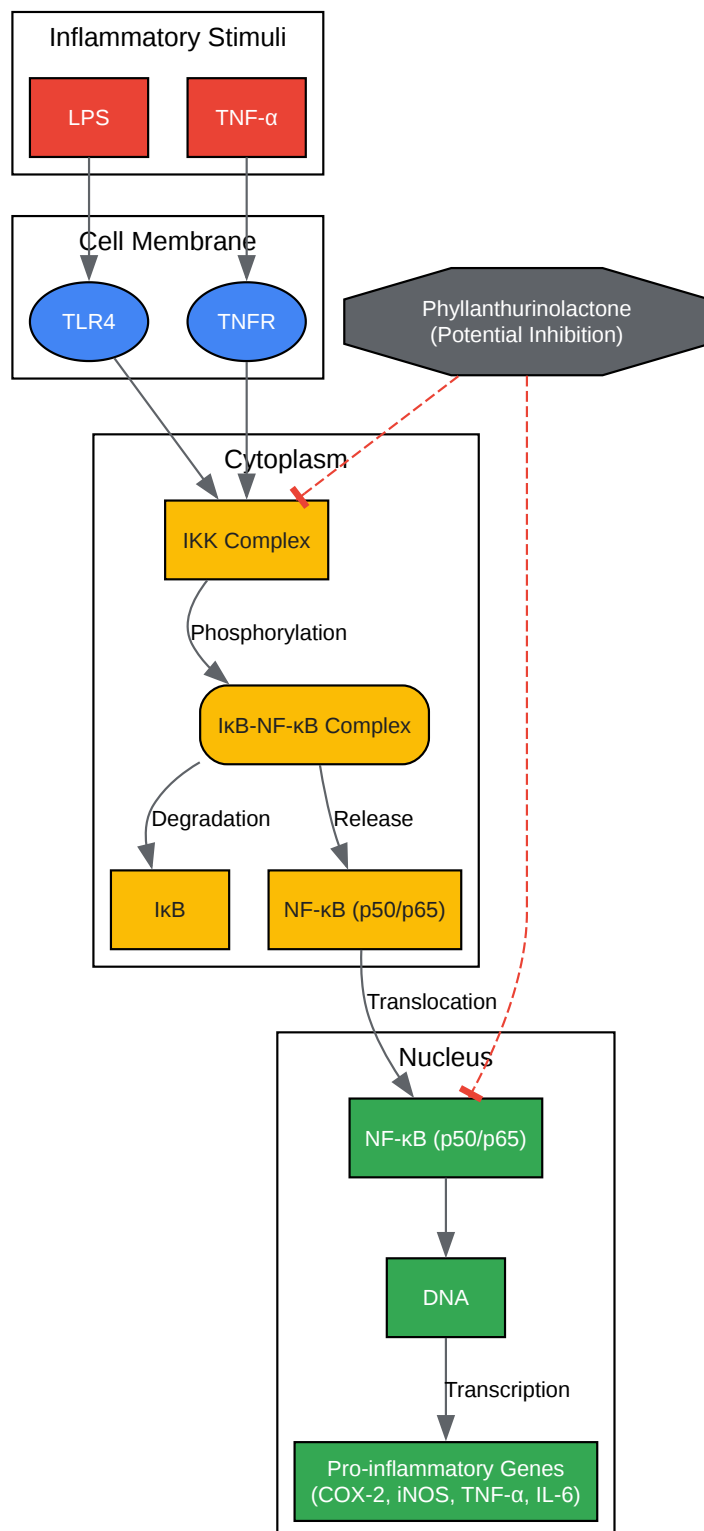 Inflammatory Stimuli
LPS
TNF-α
Cell Membrane
TLR4
TNFR
Phyllanthurinolactone
(Potential Inhibition)
Cytoplasm
IKK Complex
Phosphorylation
IκB-NF-κB Complex
Degradation
Release
IκB
NF-κB (p50/p65)
Translocation
Nucleus
NF-κB (p50/p65)
DNA
Transcription
Pro-inflammatory Genes
(COX-2, iNOS, TNF-α, IL-6)